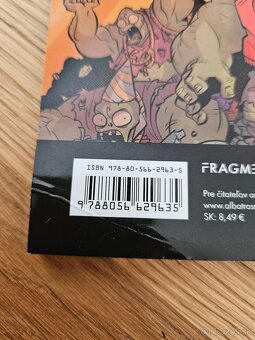 ISBN 978-80-566-2963-5
9 788056 629635
FRAGME
Pre čitateľov o
www.albatros
SK: 8,49 €